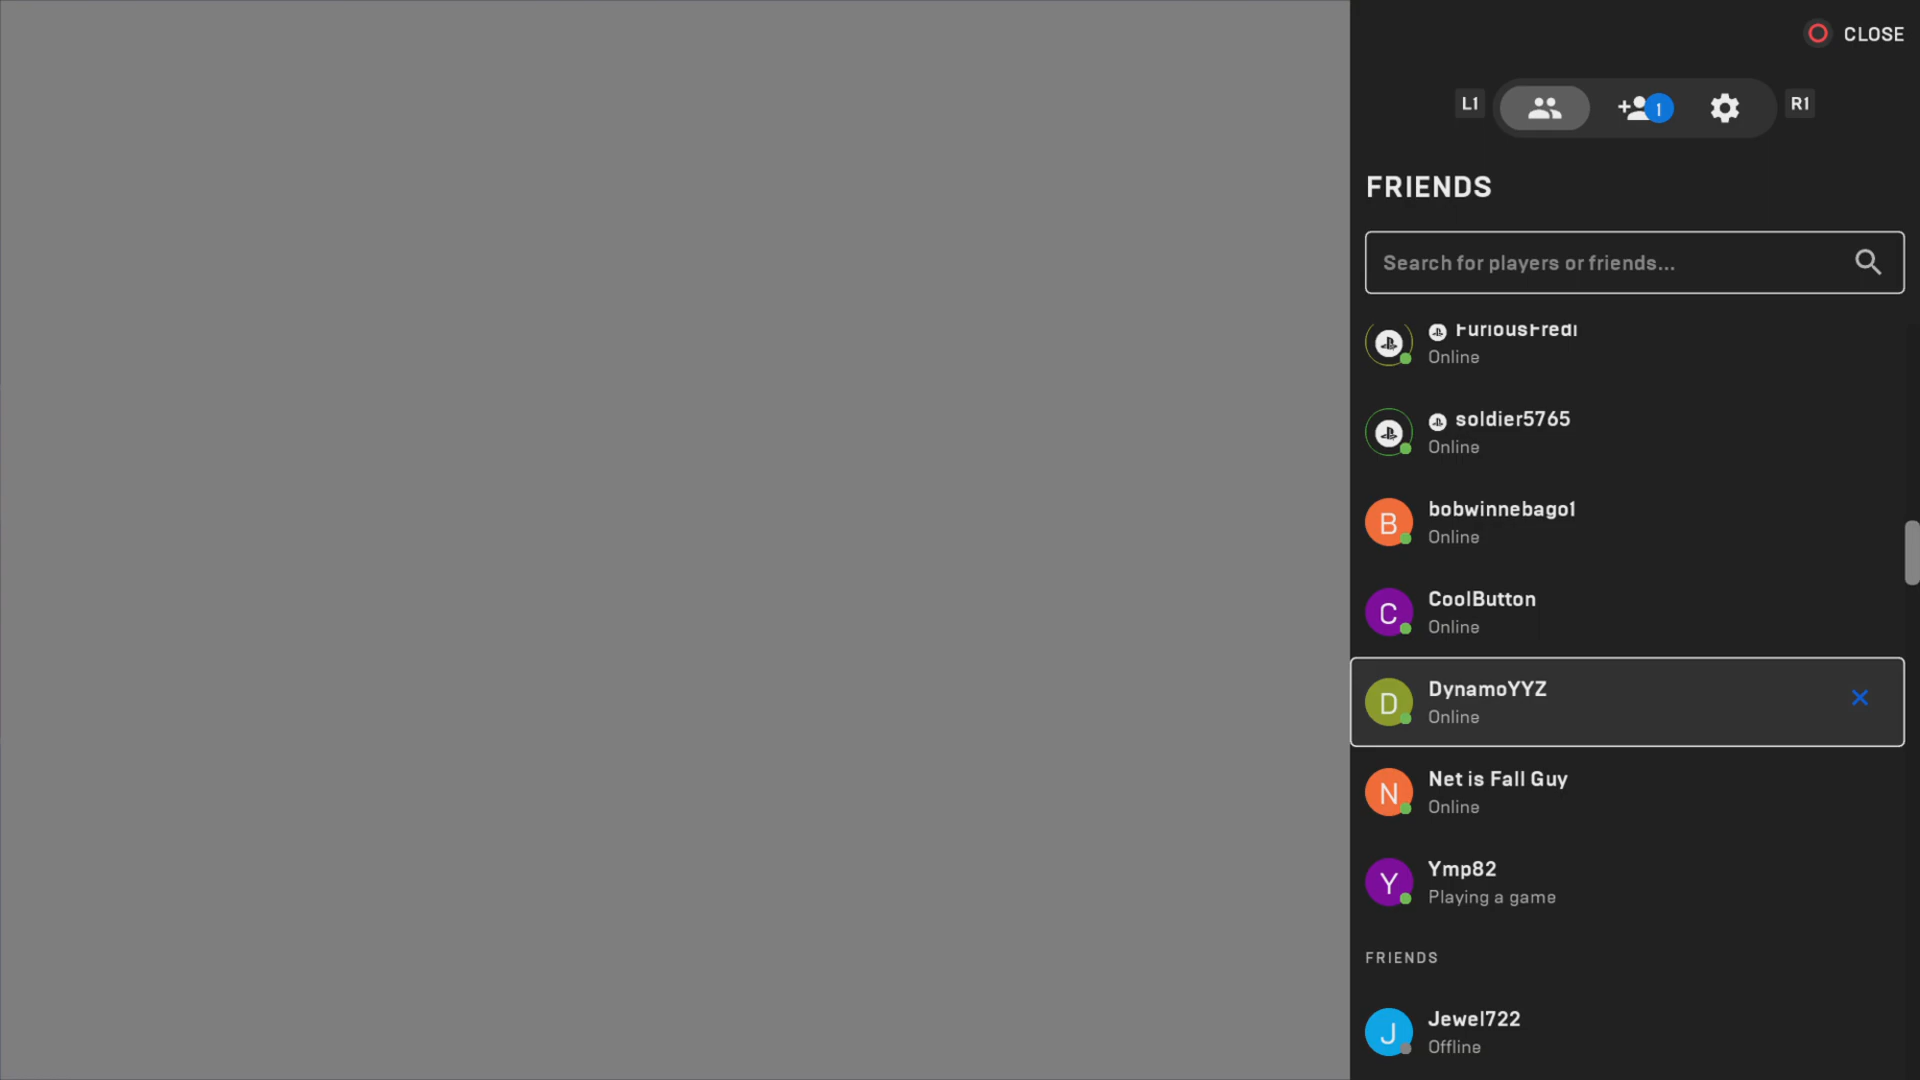 CLOSE
L1
1
R1
FRIENDS
Search for players or friends...
FuriousFredi
Online
soldier5765
Online
B
bobwinnebago1
Online
C
CoolButton
Online
D
DynamoYYZ
Online
N
Net is Fall Guy
Online
Y
Ymp82
Playing a game
FRIENDS
J
Jewel722
Offline